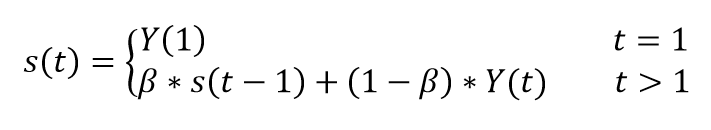 s(t) = { Y(1) t = 1
β * s(t − 1) + (1 − β) * Y(t) t > 1